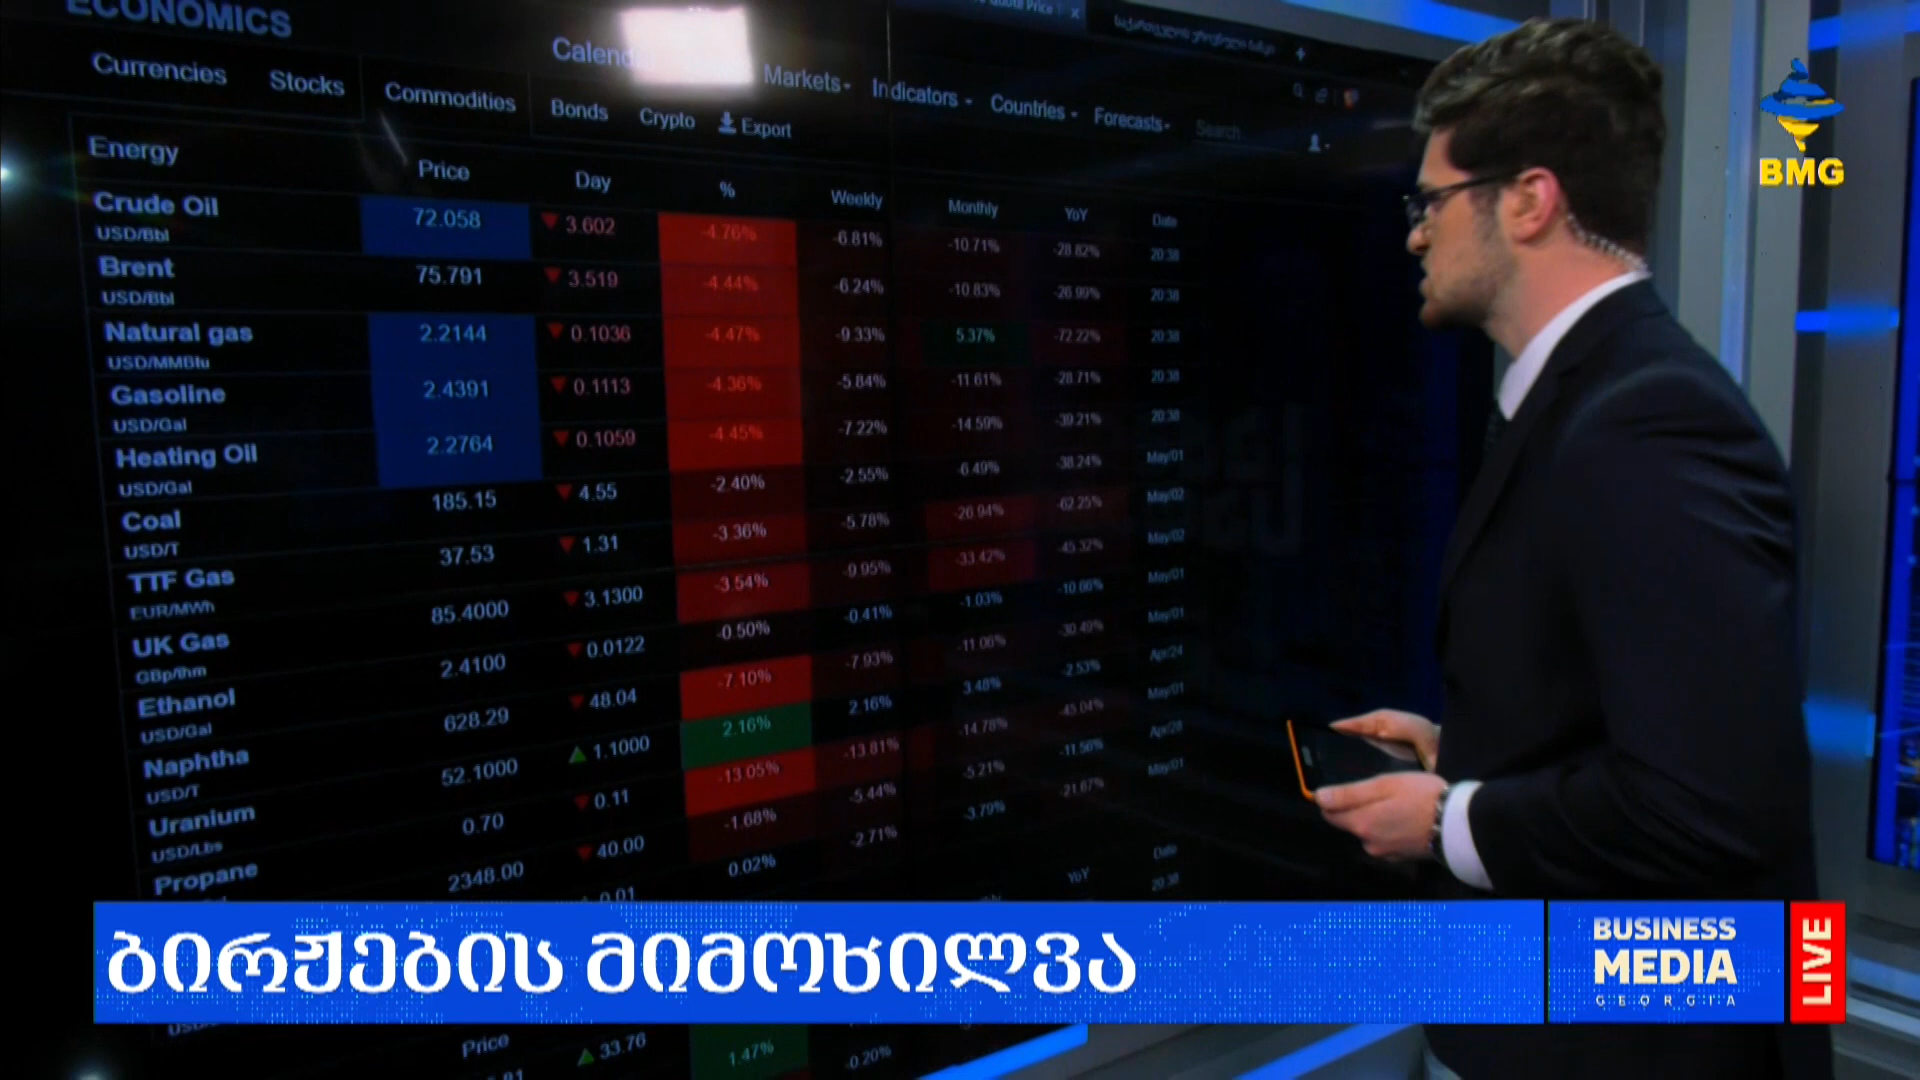 ECONOMICS
Calend
Currencies Stocks Commodities Bonds Crypto Export Markets Indicators Countries Forecasts Search
BMG
Energy Price Day % Weekly Monthly YoY Date
Crude Oil 72.058 3.602 -4.76% -6.81% -10.71% -28.82% 20:38
USD/Bbl
Brent 75.791 3.519 -4.44% -6.24% -10.83% -26.99% 20:38
USD/Bbl
Natural gas 2.2144 0.1036 -4.47% -9.33% 5.37% -72.22% 20:38
USD/MMBtu
Gasoline 2.4391 0.1113 -4.36% -5.84% -11.61% -28.71% 20:38
USD/Gal
Heating Oil 2.2764 0.1059 -4.45% -7.22% -14.59% -39.21% 20:38
USD/Gal
Coal 185.15 4.55 -2.40% -2.55% -6.49% -38.24% May/01
USD/T
TTF Gas 37.53 1.31 -3.36% -5.78% -26.94% -62.25% May/02
EUR/MWh
UK Gas 85.4000 3.1300 -3.54% -9.95% -33.42% -45.32% May/02
GBp/thm
Ethanol 2.4100 0.0122 -0.50% -0.41% -1.03% -10.66% May/01
USD/Gal
Naphtha 628.29 48.04 -7.10% -7.93% -11.06% -30.49% May/01
USD/T
Uranium 52.1000 1.1000 2.16% 2.16% 3.48% -2.53% Apr/24
USD/Lbs
Propane 0.70 0.11 -13.05% -13.81% -14.78% -45.04% May/01
2348.00 40.00 -1.68% -5.44% -5.21% -11.56% Apr/28
0.01 0.02% -2.71% -3.79% -21.67% May/01
YoY Date
20:38
ბირჟების მიმოხილვა
BUSINESS
MEDIA
GEORGIA
LIVE
Price 33.76 1.47% -0.20%